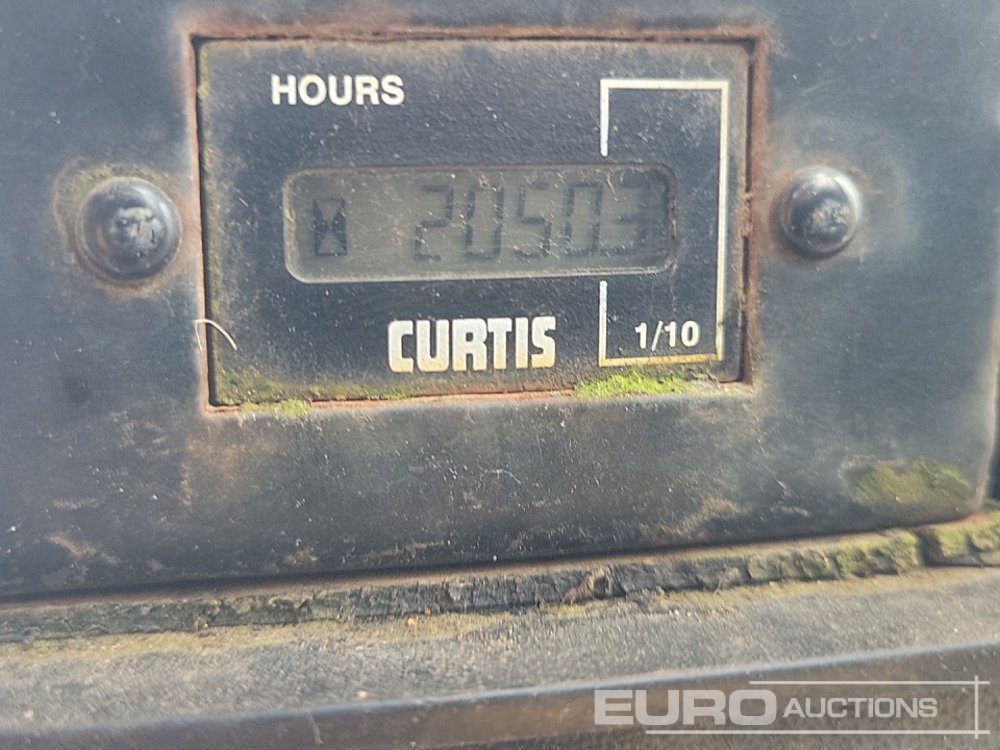 HOURS
20503
CURTIS
1/10
EURO AUCTIONS